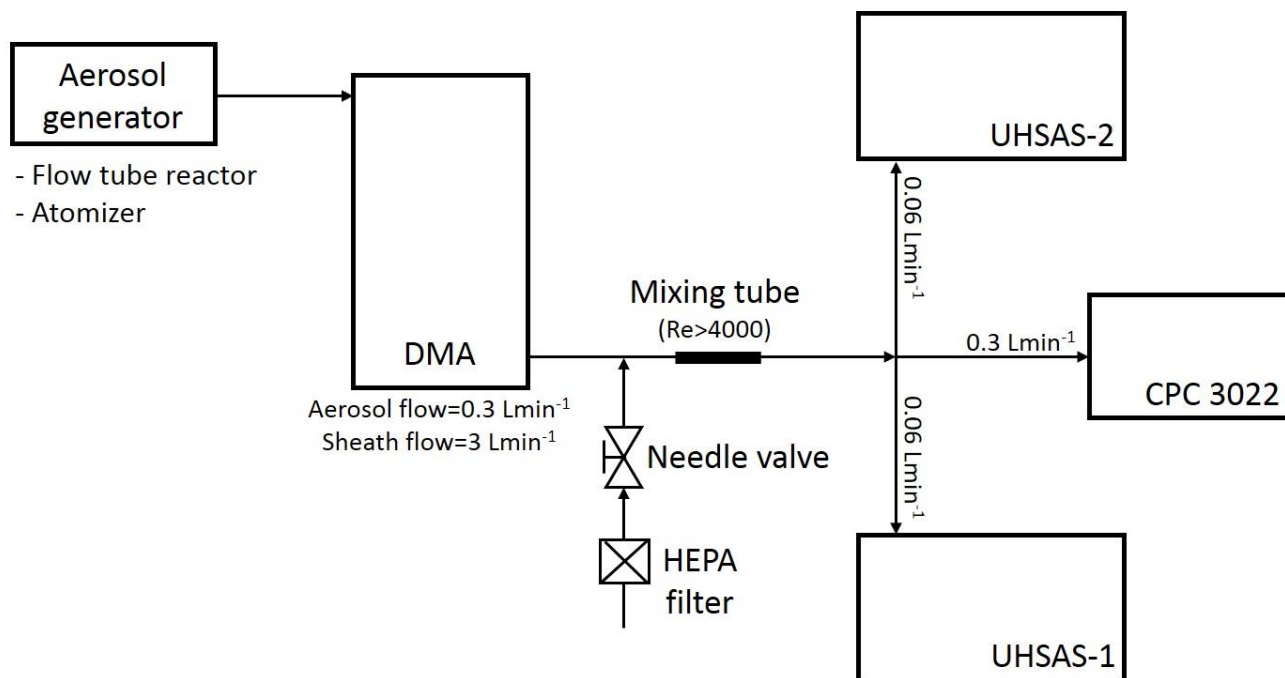 Aerosol
generator
- Flow tube reactor
- Atomizer
DMA
Aerosol flow=0.3 Lmin⁻¹
Sheath flow=3 Lmin⁻¹
Mixing tube
(Re>4000)
Needle valve
HEPA
filter
UHSAS-2
0.06 Lmin⁻¹
0.3 Lmin⁻¹
CPC 3022
0.06 Lmin⁻¹
UHSAS-1